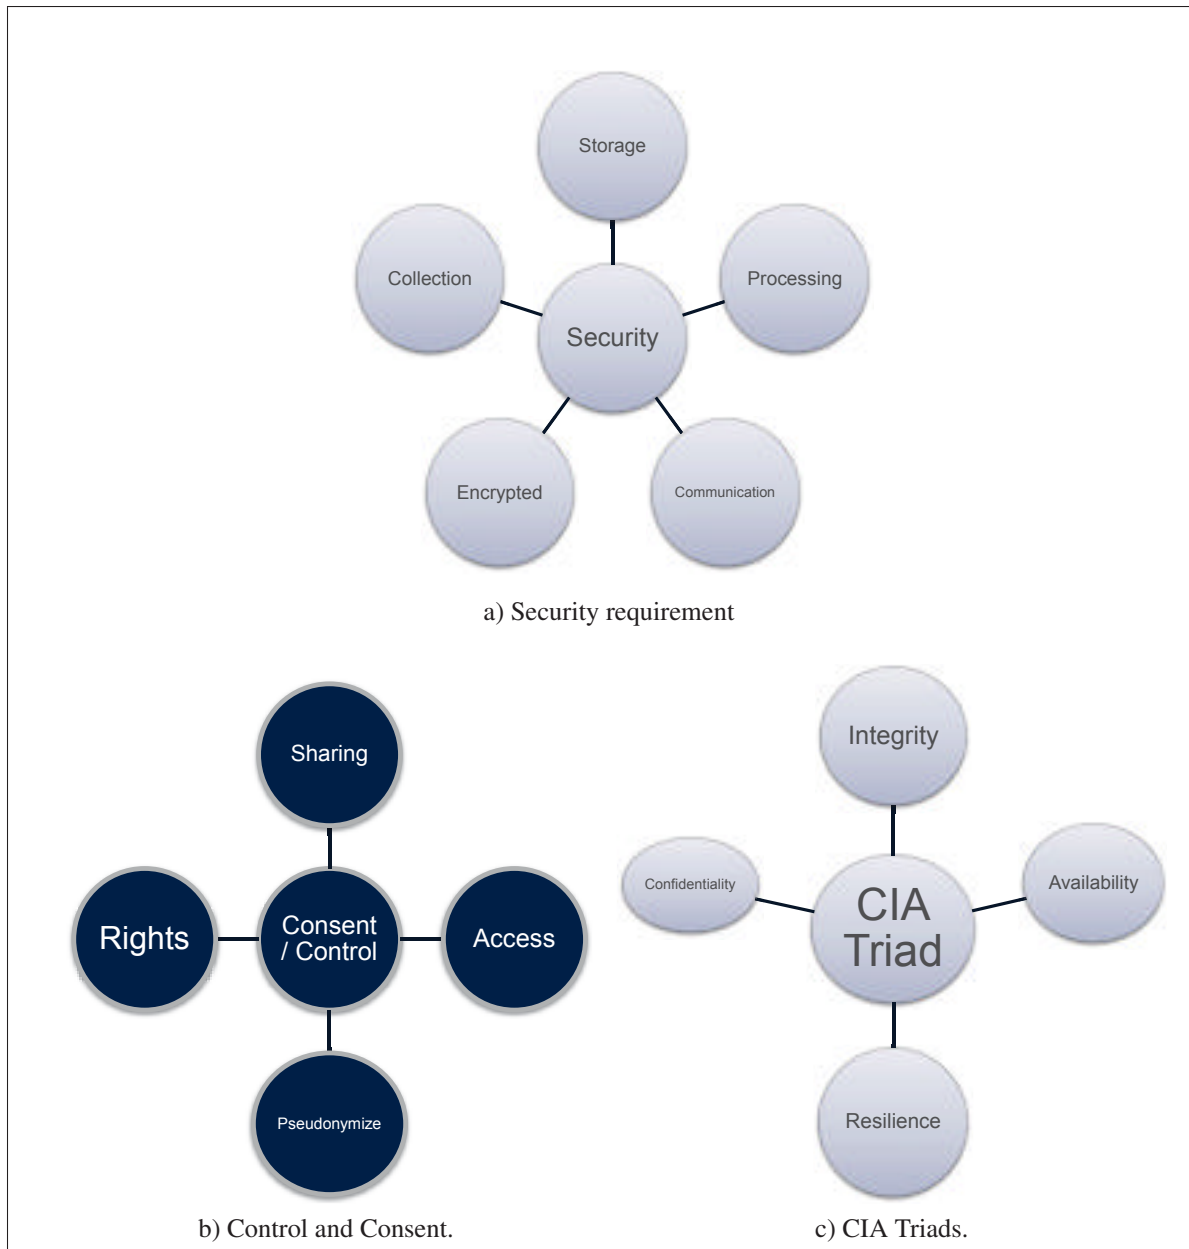 Storage
Collection
Processing
Security
Encrypted
Communication
a) Security requirement
Sharing
Rights
Consent
/ Control
Access
Pseudonymize
b) Control and Consent.
Integrity
Confidentiality
CIA
Triad
Availability
Resilience
c) CIA Triads.